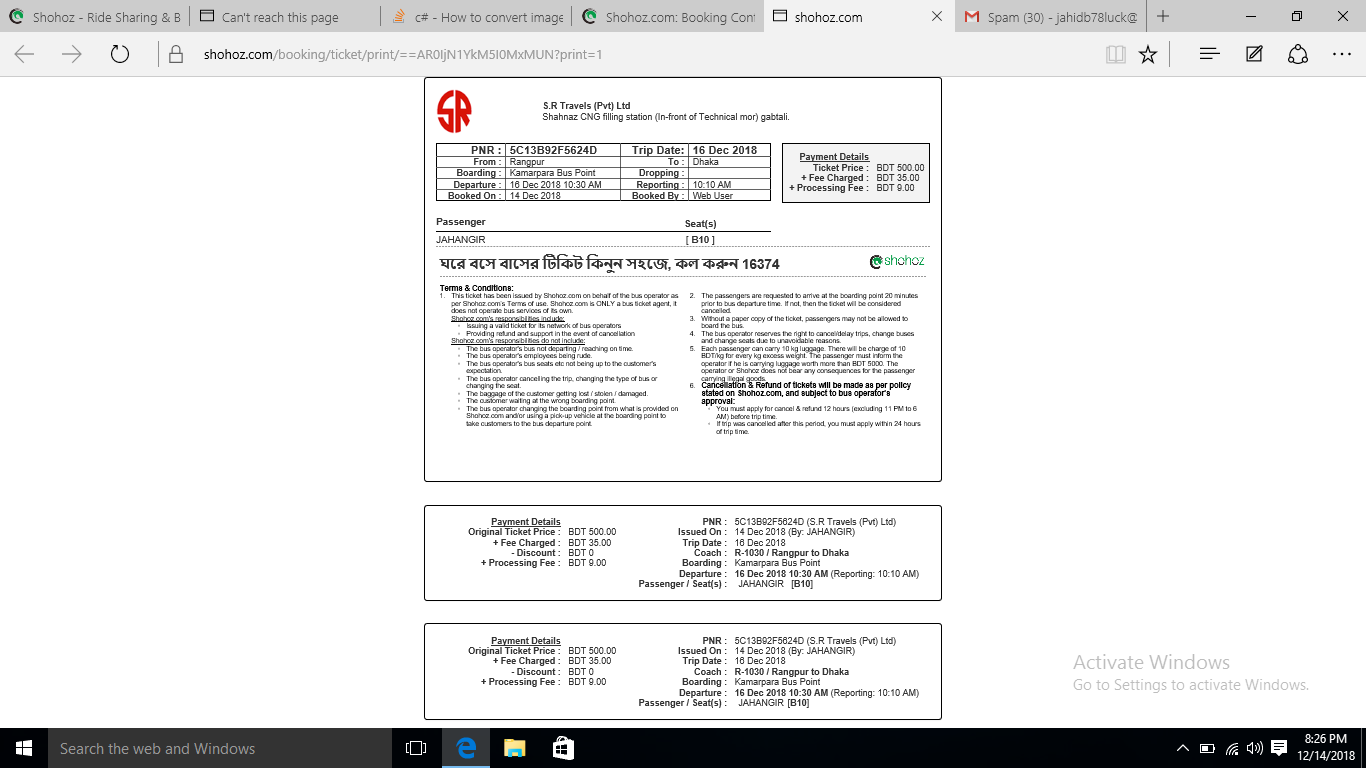 Shohoz - Ride Sharing & B
Can't reach this page
c# - How to convert image
Shohoz.com: Booking Con
shohoz.com
Spam (30) - jahidb78luck@
shohoz.com/booking/ticket/print/==AR0ljN1YkM5I0MxMUN?print=1
SR
S.R Travels (Pvt) Ltd
Shahnaz CNG filling station (In-front of Technical mor) gabtali.
PNR : 5C13B92F5624D Trip Date: 16 Dec 2018
From : Rangpur To : Dhaka
Boarding : Kamarpara Bus Point Dropping :
Departure : 16 Dec 2018 10:30 AM Reporting : 10:10 AM
Booked On : 14 Dec 2018 Booked By : Web User
Payment Details
Ticket Price : BDT 500.00
+ Fee Charged : BDT 35.00
+ Processing Fee : BDT 9.00
Passenger Seat(s)
JAHANGIR [ B10 ]
ঘরে বসে বাসের টিকিট কিনুন সহজে, কল করুন 16374
shohoz
Terms & Conditions:
1. This ticket has been issued by Shohoz.com on behalf of the bus operator as
per Shohoz.com's Terms of use. Shohoz.com is ONLY a bus ticket agent, it
does not operate bus services of its own.
Shohoz.com's responsibilities include:
Issuing a valid ticket for its network of bus operators
Providing refund and support in the event of cancellation
Shohoz.com's responsibilities do not include:
The bus operator's bus not departing / reaching on time.
The bus operator's employees being rude.
The bus operator's bus seats etc not being up to the customer's
expectation.
The bus operator cancelling the trip, changing the type of bus or
changing the seat.
The baggage of the customer getting lost / stolen / damaged.
The customer waiting at the wrong boarding point.
The bus operator changing the boarding point from what is provided on
Shohoz.com and/or using a pick-up vehicle at the boarding point to
take customers to the bus departure point.
2. The passengers are requested to arrive at the boarding point 20 minutes
prior to bus departure time. If not, then the ticket will be considered
cancelled.
3. Without a paper copy of the ticket, passengers may not be allowed to
board the bus.
4. The bus operator reserves the right to cancel/delay trips, change buses
and change seats due to unavoidable reasons.
5. Each passenger can carry 10 kg luggage. There will be charge of 10
BDT/kg for every kg excess weight. The passenger must inform the
operator if he is carrying luggage worth more than BDT 5000. The
operator or Shohoz does not bear any consequences for the passenger
carrying illegal goods.
6. Cancellation & Refund of tickets will be made as per policy
stated on Shohoz.com, and subject to bus operator's
approval:
You must apply for cancel & refund 12 hours (excluding 11 PM to 6
AM) before trip time.
If trip was cancelled after this period, you must apply within 24 hours
of trip time.
Payment Details
Original Ticket Price : BDT 500.00
+ Fee Charged : BDT 35.00
- Discount : BDT 0
+ Processing Fee : BDT 9.00
PNR : 5C13B92F5624D (S.R Travels (Pvt) Ltd)
Issued On : 14 Dec 2018 (By: JAHANGIR)
Trip Date : 16 Dec 2018
Coach : R-1030 / Rangpur to Dhaka
Boarding : Kamarpara Bus Point
Departure : 16 Dec 2018 10:30 AM (Reporting: 10:10 AM)
Passenger / Seat(s) : JAHANGIR [B10]
Payment Details
Original Ticket Price : BDT 500.00
+ Fee Charged : BDT 35.00
- Discount : BDT 0
+ Processing Fee : BDT 9.00
PNR : 5C13B92F5624D (S.R Travels (Pvt) Ltd)
Issued On : 14 Dec 2018 (By: JAHANGIR)
Trip Date : 16 Dec 2018
Coach : R-1030 / Rangpur to Dhaka
Boarding : Kamarpara Bus Point
Departure : 16 Dec 2018 10:30 AM (Reporting: 10:10 AM)
Passenger / Seat(s) : JAHANGIR [B10]
Activate Windows
Go to Settings to activate Windows.
Search the web and Windows
8:26 PM
12/14/2018